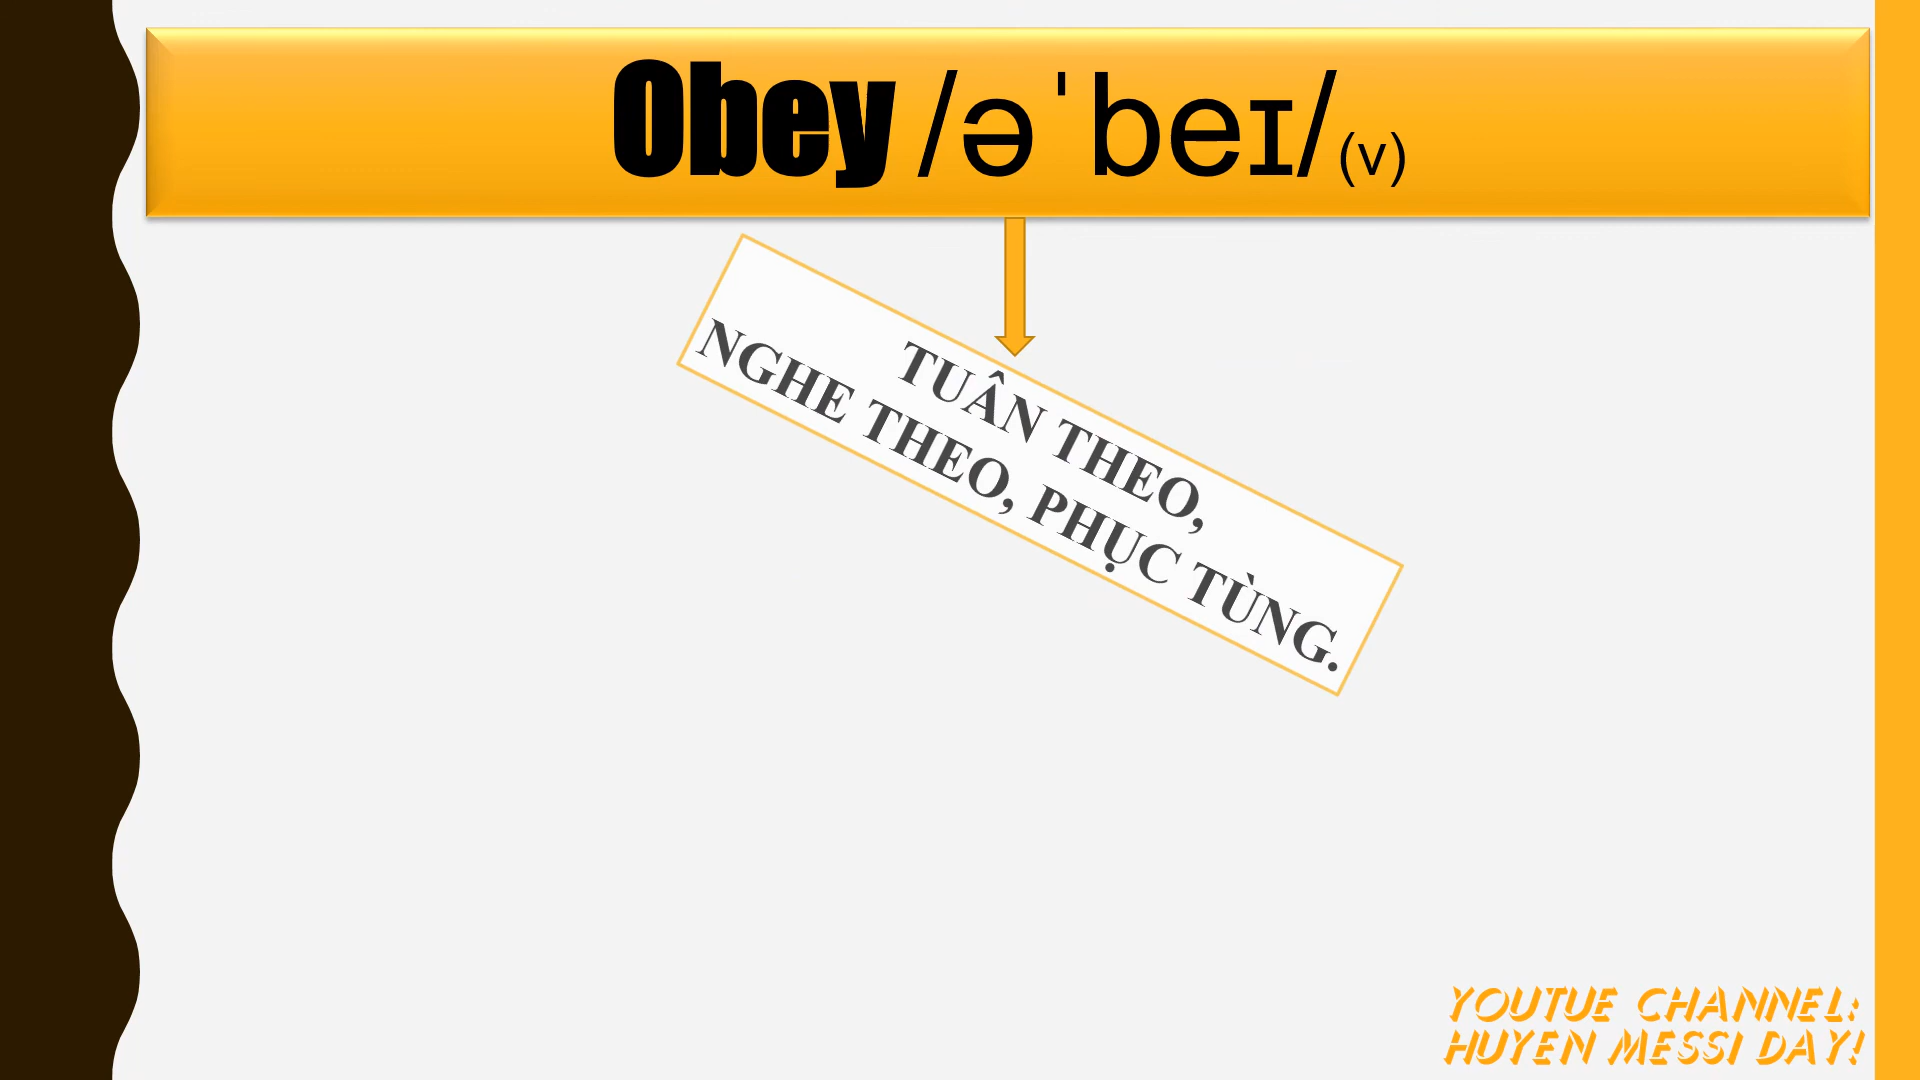 Obey /əˈbeɪ/(v)
TUÂN THEO,
NGHE THEO, PHỤC TÙNG.
YOUTUE CHANNEL:
HUYEN MESSI DAY!